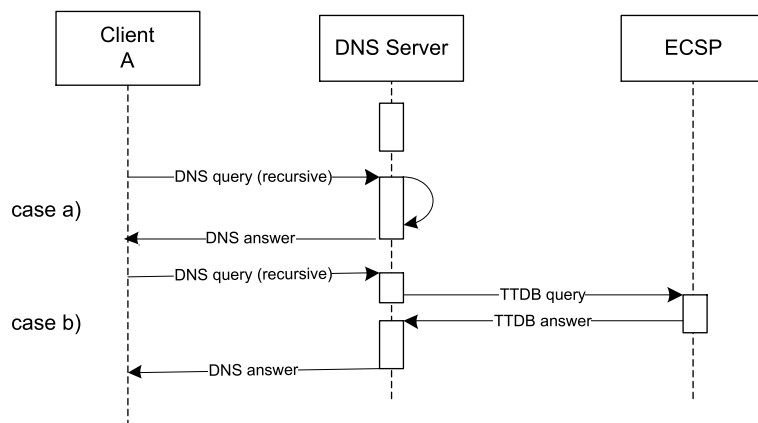 Client
A
DNS Server
ECSP
DNS query (recursive)
case a)
DNS answer
DNS query (recursive)
TTDB query
case b)
TTDB answer
DNS answer